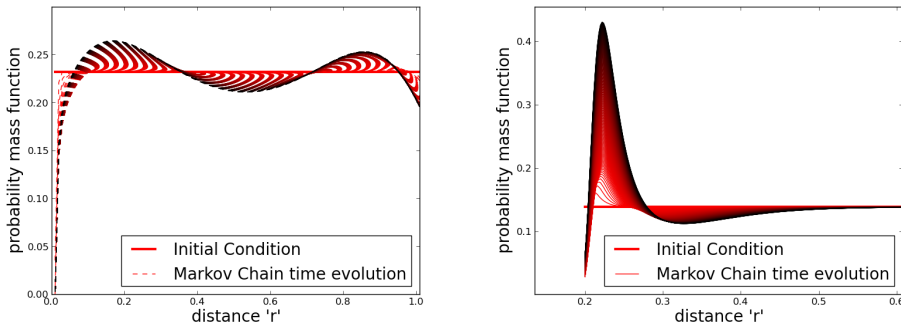 probability mass function
0.25
0.20
0.15
0.10
0.05
0.00
0.0
0.2
0.4
0.6
0.8
1.0
distance 'r'
Initial Condition
Markov Chain time evolution
probability mass function
0.4
0.3
0.2
0.1
0.2
0.3
0.4
0.5
0.6
distance 'r'
Initial Condition
Markov Chain time evolution